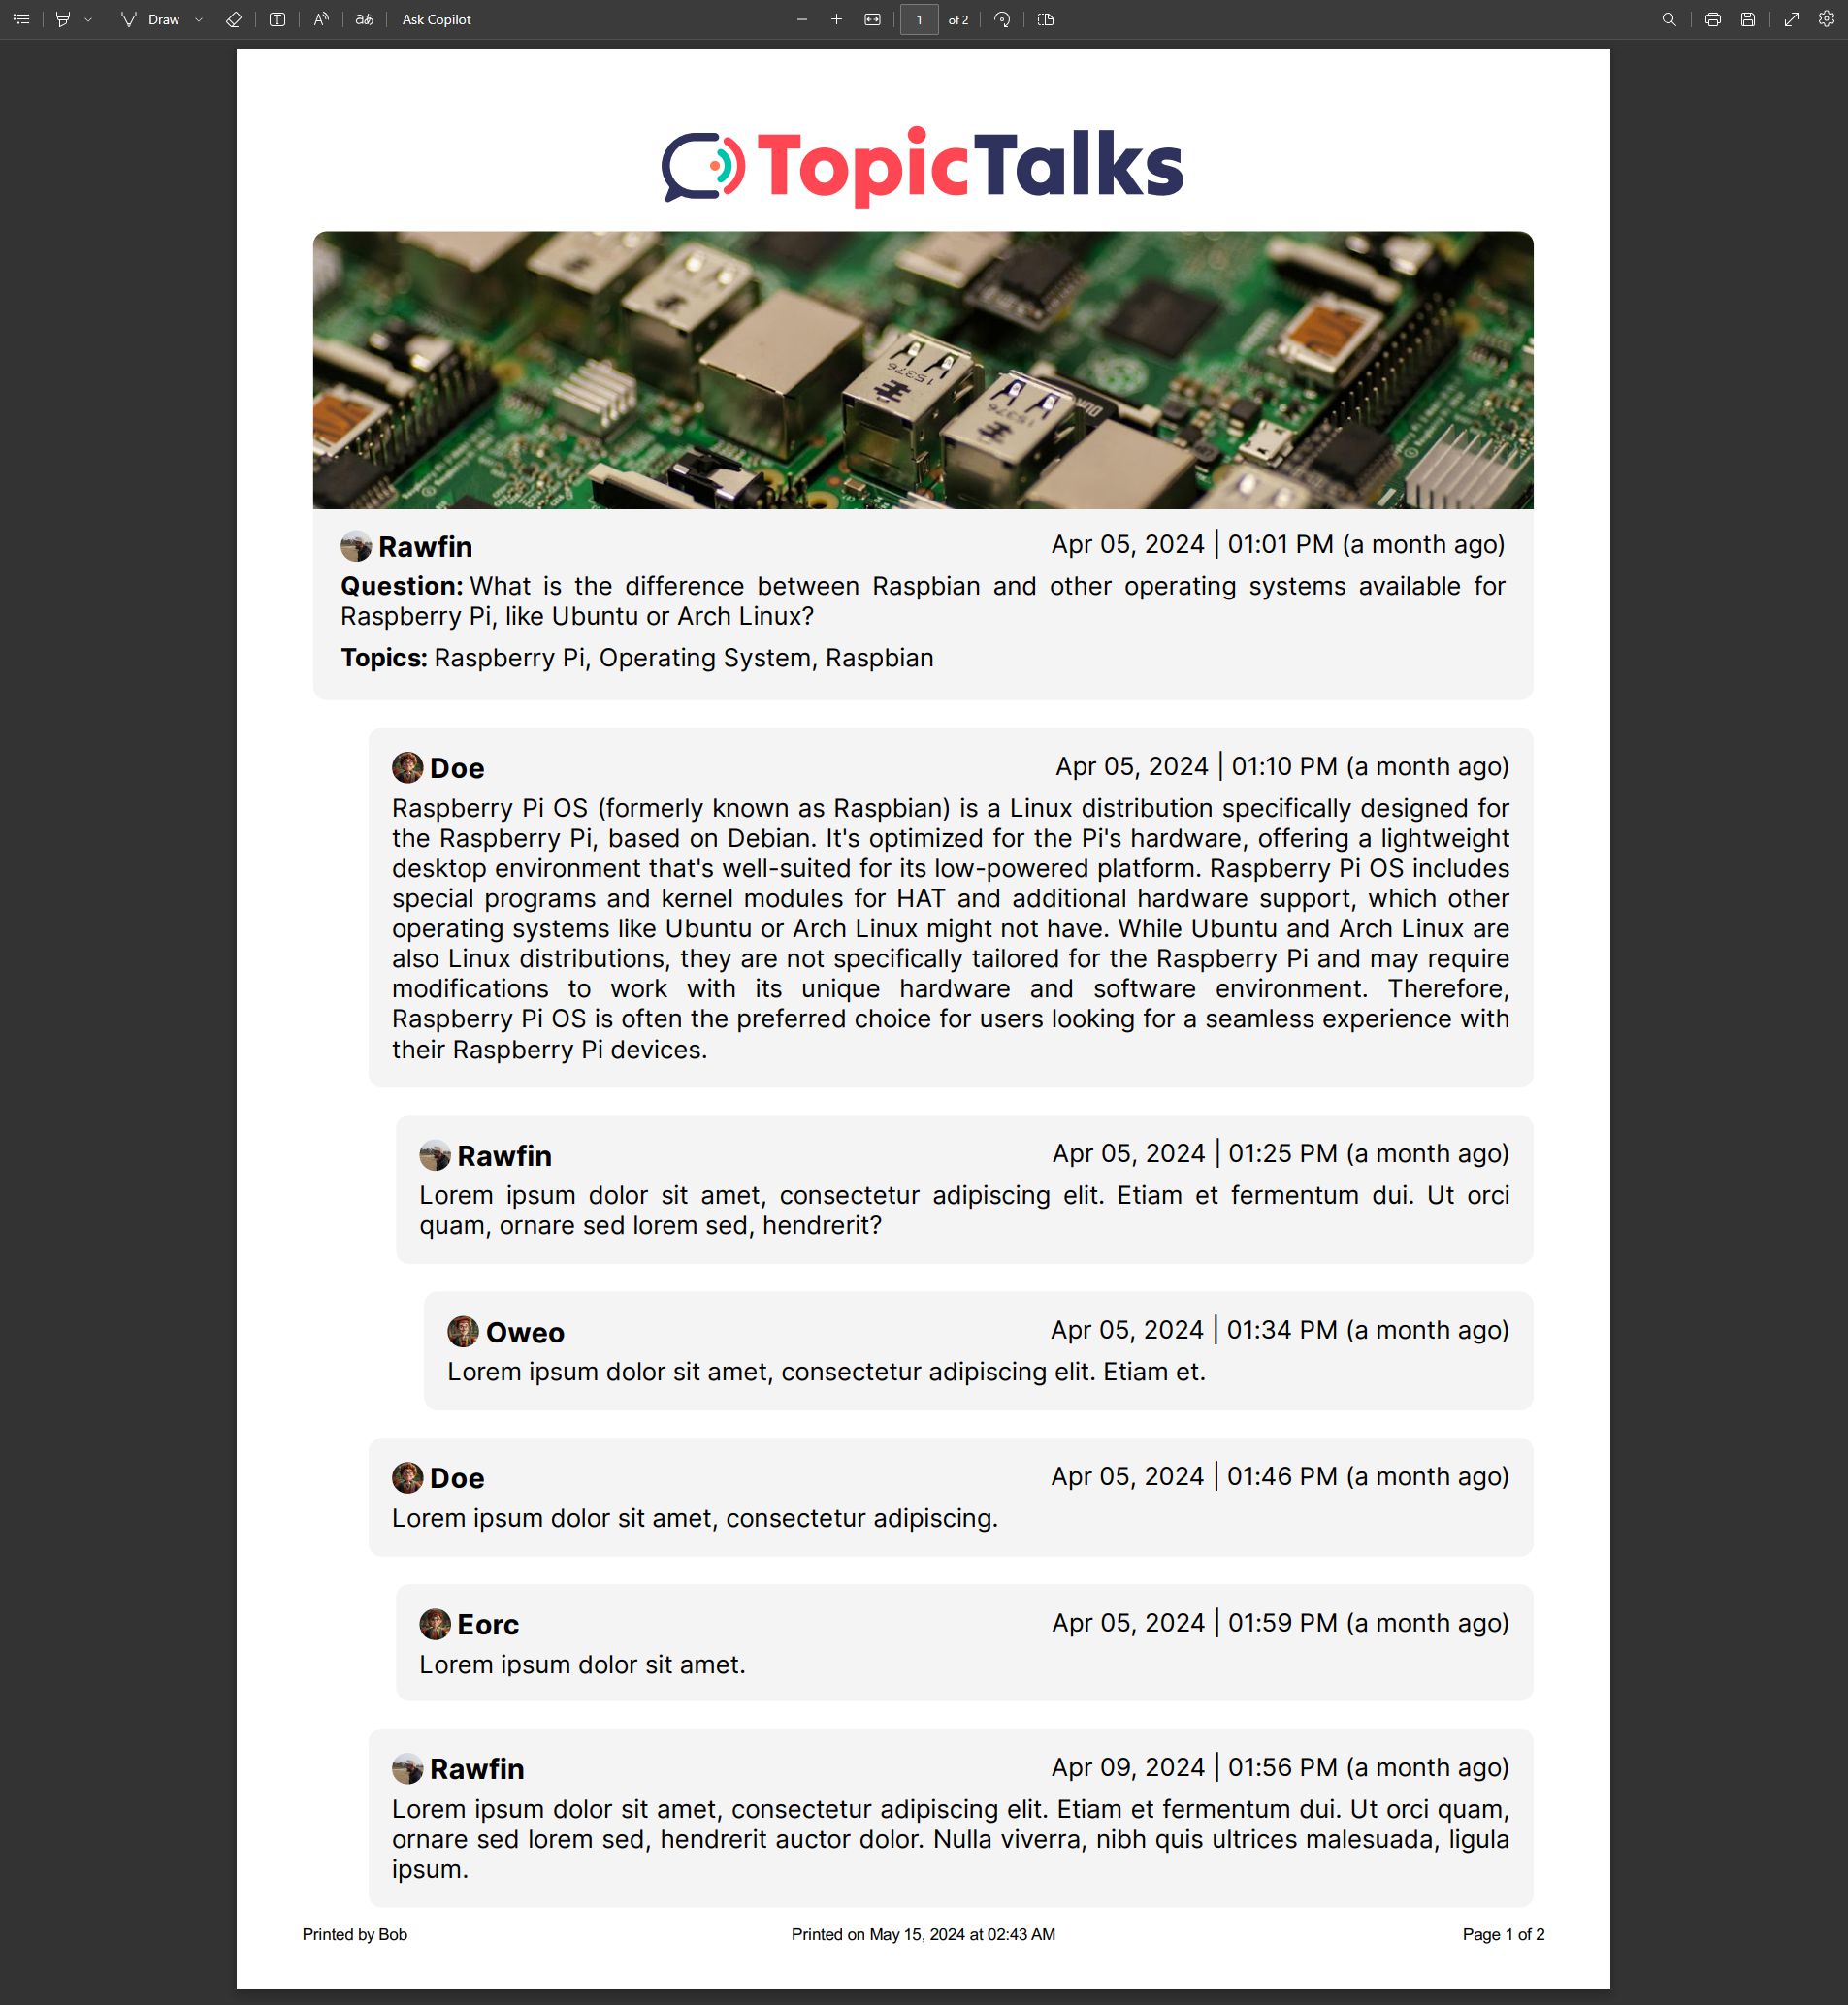 Draw
aあ
Ask Copilot
1 of 2
TopicTalks
15376
15376
Rawfin
Apr 05, 2024 | 01:01 PM (a month ago)
Question: What is the difference between Raspbian and other operating systems available for
Raspberry Pi, like Ubuntu or Arch Linux?
Topics: Raspberry Pi, Operating System, Raspbian
Doe
Apr 05, 2024 | 01:10 PM (a month ago)
Raspberry Pi OS (formerly known as Raspbian) is a Linux distribution specifically designed for
the Raspberry Pi, based on Debian. It's optimized for the Pi's hardware, offering a lightweight
desktop environment that's well-suited for its low-powered platform. Raspberry Pi OS includes
special programs and kernel modules for HAT and additional hardware support, which other
operating systems like Ubuntu or Arch Linux might not have. While Ubuntu and Arch Linux are
also Linux distributions, they are not specifically tailored for the Raspberry Pi and may require
modifications to work with its unique hardware and software environment. Therefore,
Raspberry Pi OS is often the preferred choice for users looking for a seamless experience with
their Raspberry Pi devices.
Rawfin
Apr 05, 2024 | 01:25 PM (a month ago)
Lorem ipsum dolor sit amet, consectetur adipiscing elit. Etiam et fermentum dui. Ut orci
quam, ornare sed lorem sed, hendrerit?
Oweo
Apr 05, 2024 | 01:34 PM (a month ago)
Lorem ipsum dolor sit amet, consectetur adipiscing elit. Etiam et.
Doe
Apr 05, 2024 | 01:46 PM (a month ago)
Lorem ipsum dolor sit amet, consectetur adipiscing.
Eorc
Apr 05, 2024 | 01:59 PM (a month ago)
Lorem ipsum dolor sit amet.
Rawfin
Apr 09, 2024 | 01:56 PM (a month ago)
Lorem ipsum dolor sit amet, consectetur adipiscing elit. Etiam et fermentum dui. Ut orci quam,
ornare sed lorem sed, hendrerit auctor dolor. Nulla viverra, nibh quis ultrices malesuada, ligula
ipsum.
Printed by Bob
Printed on May 15, 2024 at 02:43 AM
Page 1 of 2